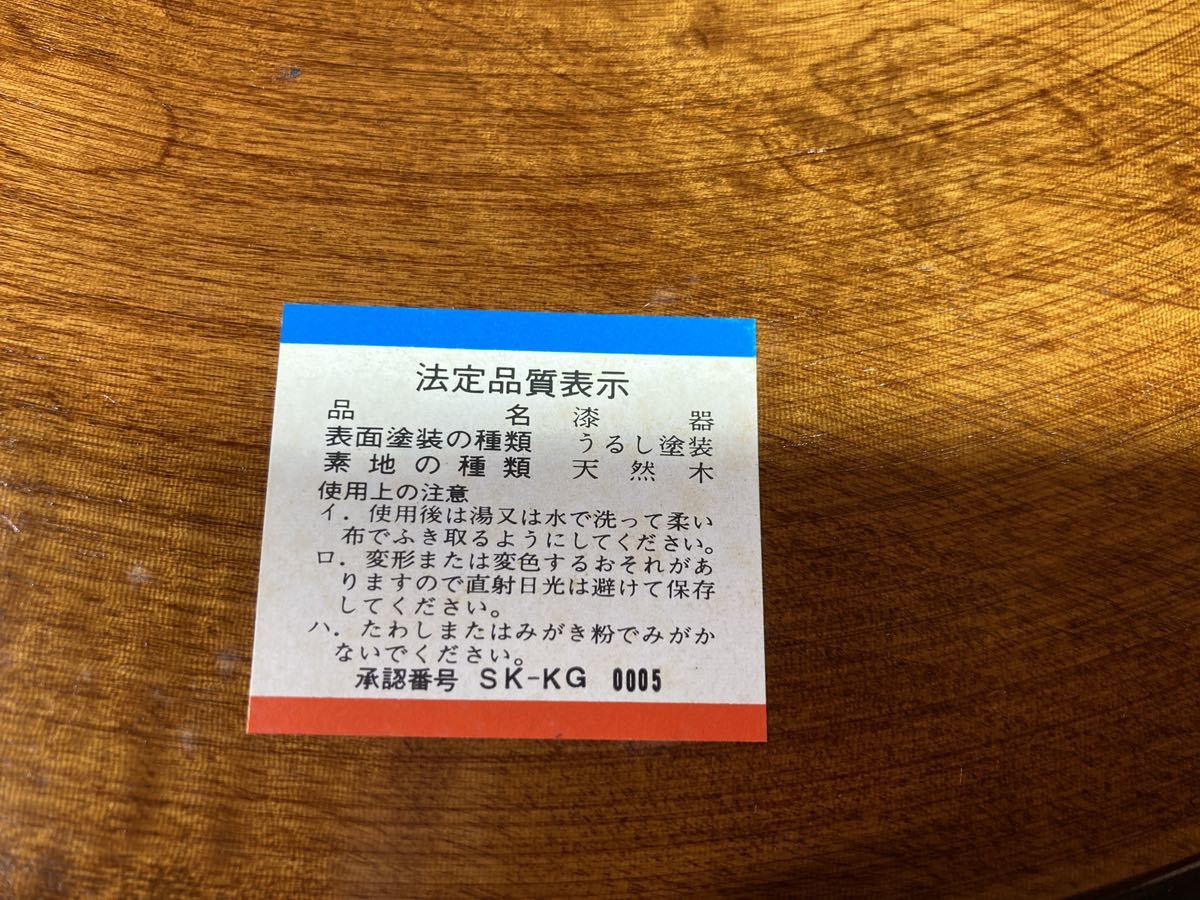 法定品質表示
品名 漆器
表面塗装の種類 うるし塗装
素地の種類 天然木
使用上の注意
イ．使用後は湯又は水で洗って柔い
布でふき取るようにしてください。
ロ．変形または変色するおそれがあ
りますので直射日光は避けて保存
してください。
ハ．たわしまたはみがき粉でみがか
ないでください。
承認番号 SK-KG 0005